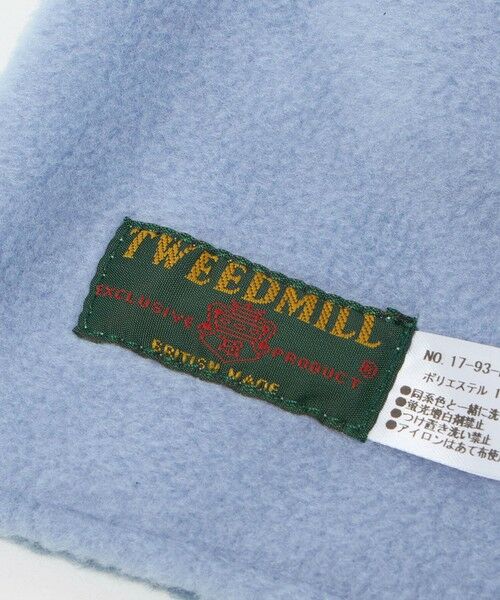 TWEEDMILL
EXCLUSIVE PRODUCT ®
BRITISH MADE
NO. 17-93-
ポリエステル 1
●同系色と一緒に洗
●蛍光増白剤禁止
●つけ置き洗い禁止
●アイロンはあて布使